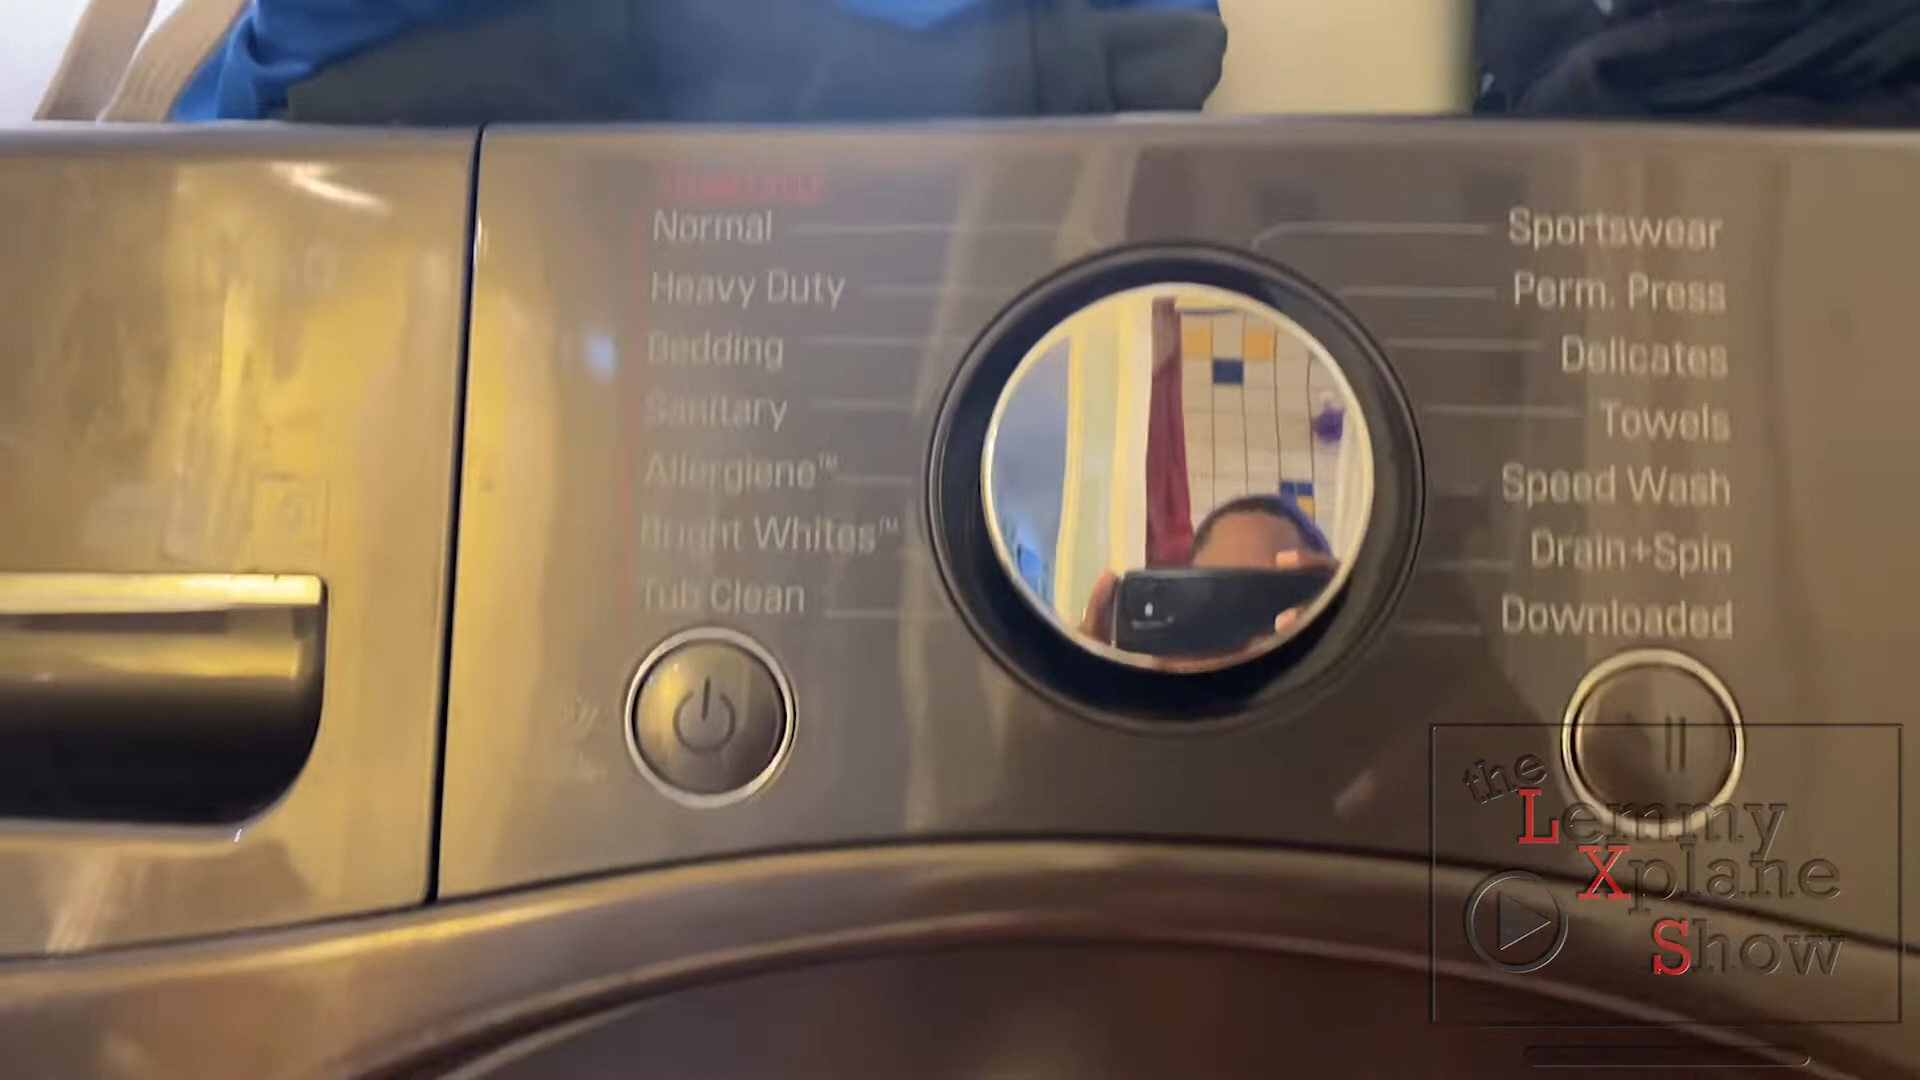 Normal
Heavy Duty
Bedding
Sanitary
Allergiene™
Bright Whites™
Tub Clean
Sportswear
Perm. Press
Delicates
Towels
Speed Wash
Drain+Spin
Downloaded
the
Lemmy
Xplane
Show